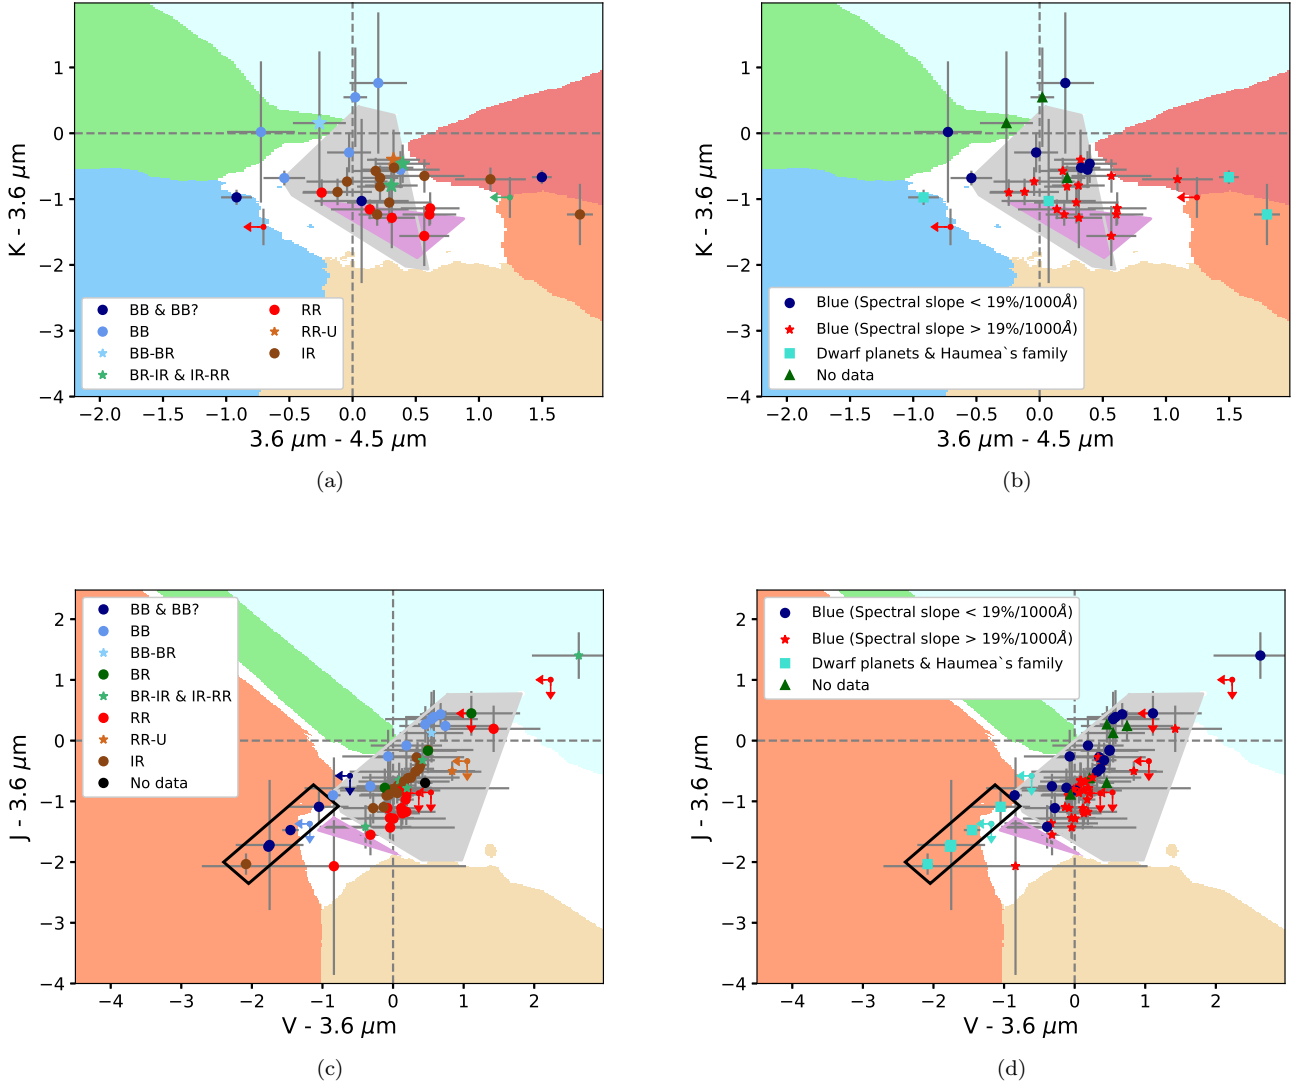 1
0
−1
−2
−3
−4
K - 3.6 μm
−2.0 −1.5 −1.0 −0.5 0.0 0.5 1.0 1.5
3.6 μm - 4.5 μm
BB & BB?
BB
BB-BR
BR-IR & IR-RR
RR
RR-U
IR
(a)
1
0
−1
−2
−3
−4
K - 3.6 μm
−2.0 −1.5 −1.0 −0.5 0.0 0.5 1.0 1.5
3.6 μm - 4.5 μm
Blue (Spectral slope < 19%/1000Å)
Blue (Spectral slope > 19%/1000Å)
Dwarf planets & Haumea`s family
No data
(b)
2
1
0
−1
−2
−3
−4
J - 3.6 μm
−4 −3 −2 −1 0 1 2
V - 3.6 μm
BB & BB?
BB
BB-BR
BR
BR-IR & IR-RR
RR
RR-U
IR
No data
(c)
2
1
0
−1
−2
−3
−4
J - 3.6 μm
−4 −3 −2 −1 0 1 2
V - 3.6 μm
Blue (Spectral slope < 19%/1000Å)
Blue (Spectral slope > 19%/1000Å)
Dwarf planets & Haumea`s family
No data
(d)